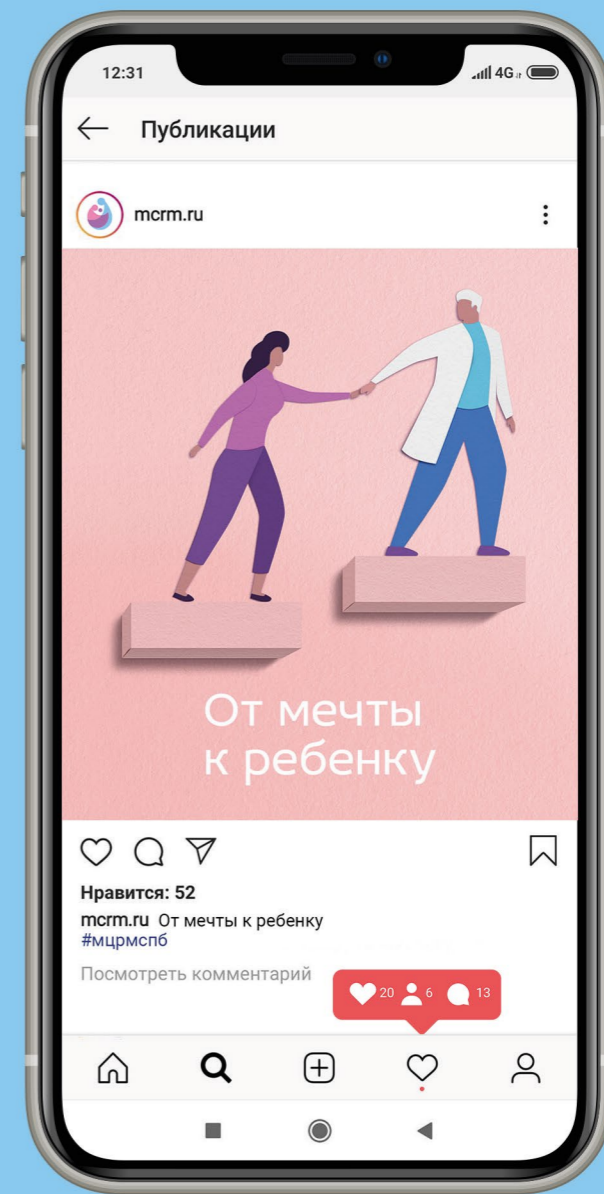 12:31
4G
Публикации
mcrm.ru
От мечты
к ребенку
Нравится: 52
mcrm.ru От мечты к ребенку
#мцрмспб
Посмотреть комментарий
20 6 13